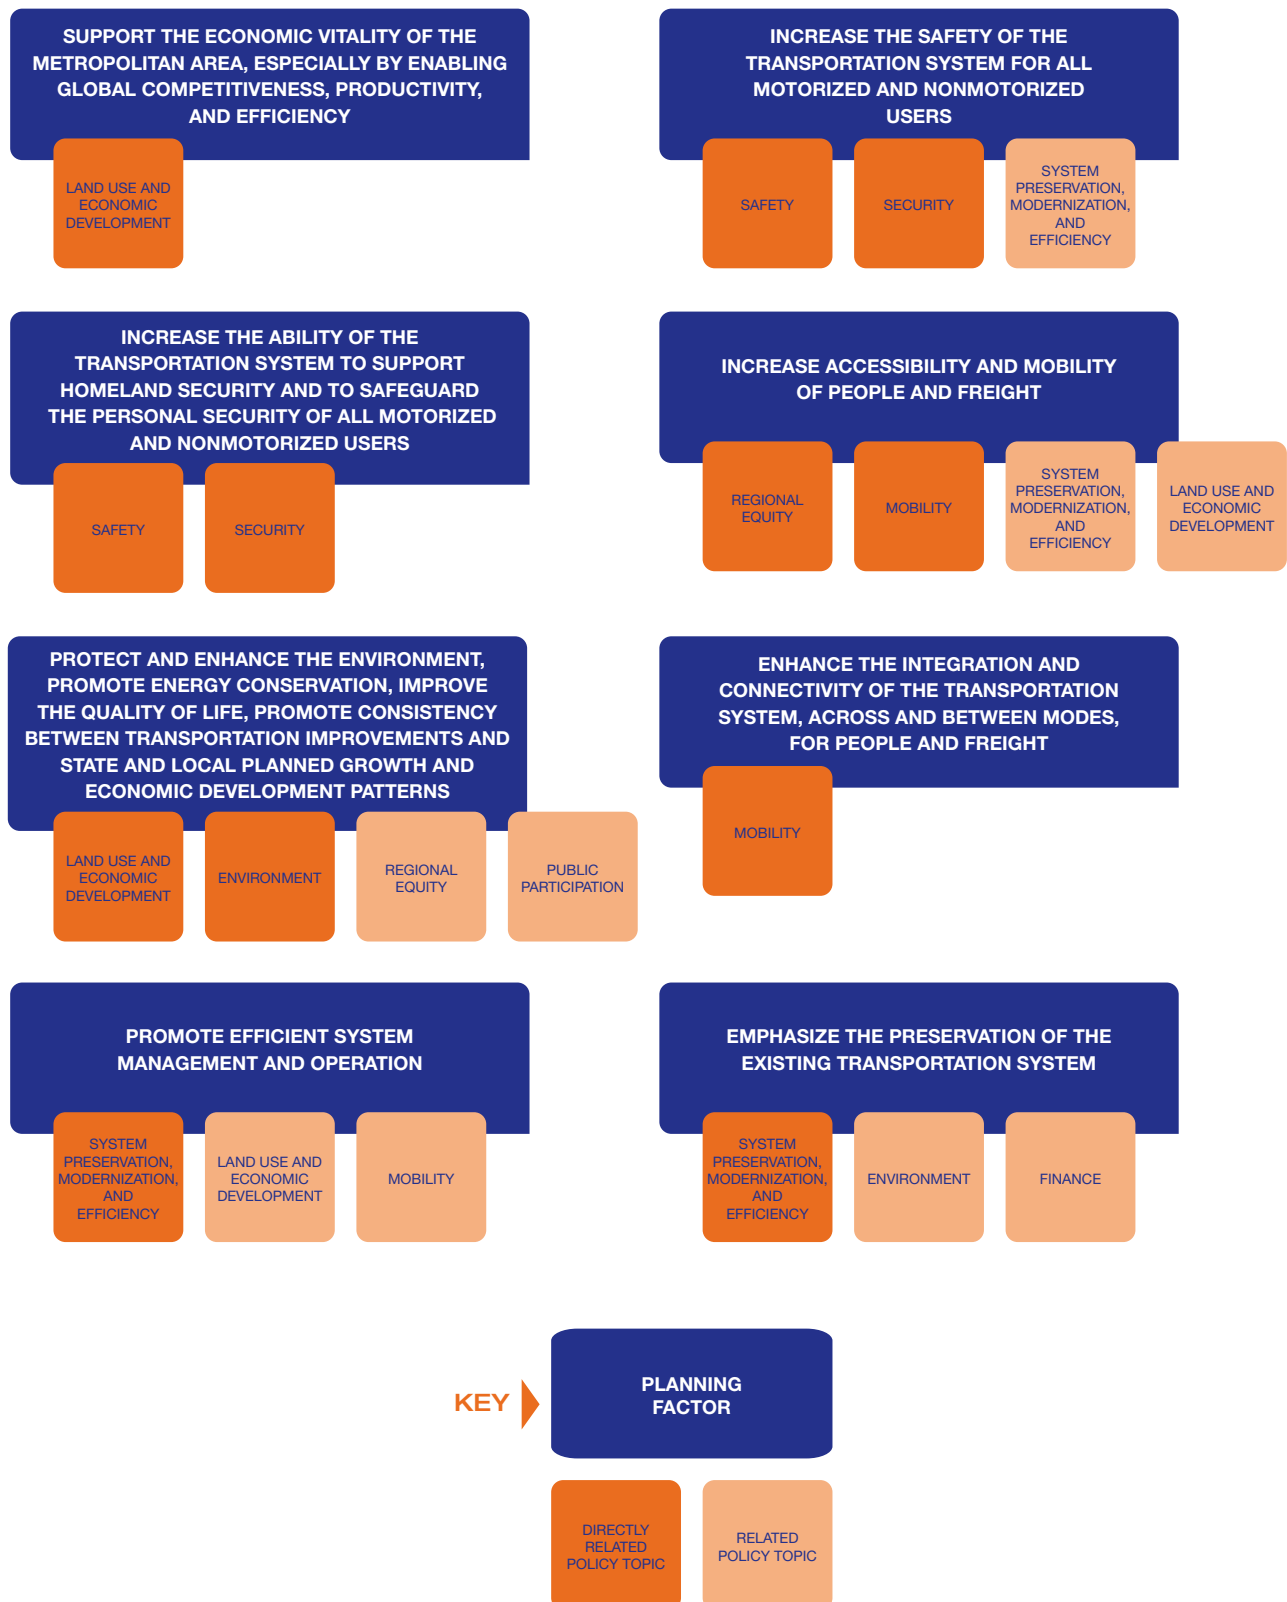 SUPPORT THE ECONOMIC VITALITY OF THE
METROPOLITAN AREA, ESPECIALLY BY ENABLING
GLOBAL COMPETITIVENESS, PRODUCTIVITY,
AND EFFICIENCY
LAND USE AND
ECONOMIC
DEVELOPMENT
INCREASE THE SAFETY OF THE
TRANSPORTATION SYSTEM FOR ALL
MOTORIZED AND NONMOTORIZED
USERS
SAFETY
SECURITY
SYSTEM
PRESERVATION,
MODERNIZATION,
AND
EFFICIENCY
INCREASE THE ABILITY OF THE
TRANSPORTATION SYSTEM TO SUPPORT
HOMELAND SECURITY AND TO SAFEGUARD
THE PERSONAL SECURITY OF ALL MOTORIZED
AND NONMOTORIZED USERS
SAFETY
SECURITY
INCREASE ACCESSIBILITY AND MOBILITY
OF PEOPLE AND FREIGHT
REGIONAL
EQUITY
MOBILITY
SYSTEM
PRESERVATION,
MODERNIZATION,
AND
EFFICIENCY
LAND USE AND
ECONOMIC
DEVELOPMENT
PROTECT AND ENHANCE THE ENVIRONMENT,
PROMOTE ENERGY CONSERVATION, IMPROVE
THE QUALITY OF LIFE, PROMOTE CONSISTENCY
BETWEEN TRANSPORTATION IMPROVEMENTS AND
STATE AND LOCAL PLANNED GROWTH AND
ECONOMIC DEVELOPMENT PATTERNS
LAND USE AND
ECONOMIC
DEVELOPMENT
ENVIRONMENT
REGIONAL
EQUITY
PUBLIC
PARTICIPATION
ENHANCE THE INTEGRATION AND
CONNECTIVITY OF THE TRANSPORTATION
SYSTEM, ACROSS AND BETWEEN MODES,
FOR PEOPLE AND FREIGHT
MOBILITY
PROMOTE EFFICIENT SYSTEM
MANAGEMENT AND OPERATION
SYSTEM
PRESERVATION,
MODERNIZATION,
AND
EFFICIENCY
LAND USE AND
ECONOMIC
DEVELOPMENT
MOBILITY
EMPHASIZE THE PRESERVATION OF THE
EXISTING TRANSPORTATION SYSTEM
SYSTEM
PRESERVATION,
MODERNIZATION,
AND
EFFICIENCY
ENVIRONMENT
FINANCE
KEY
PLANNING
FACTOR
DIRECTLY
RELATED
POLICY TOPIC
RELATED
POLICY TOPIC